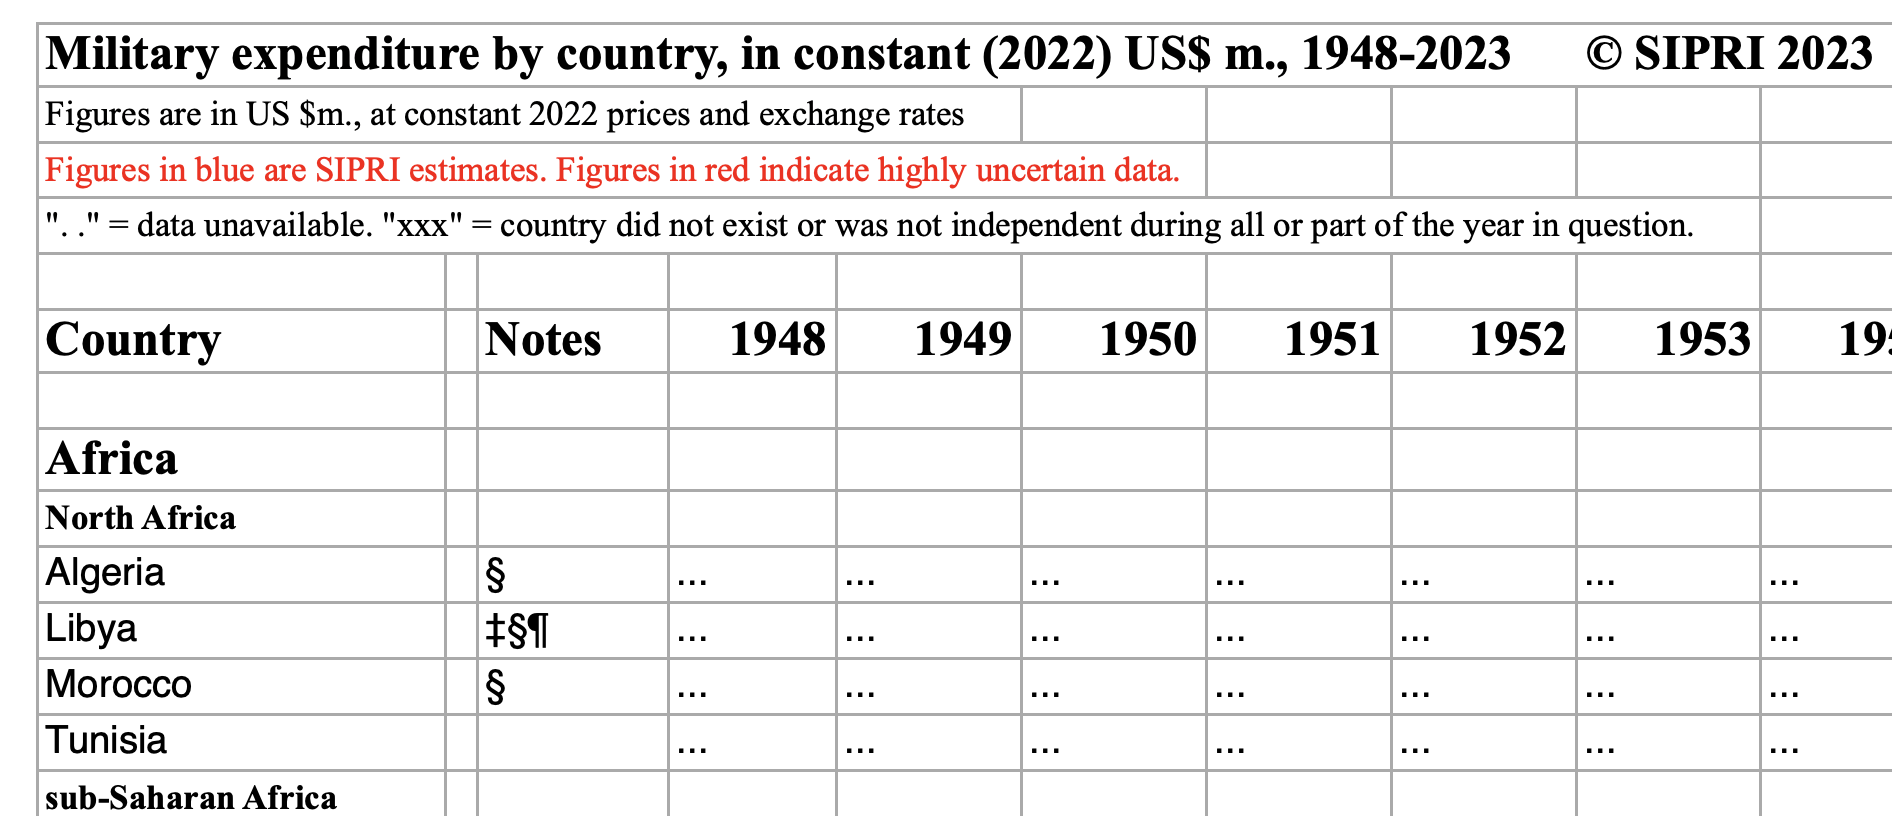 Military expenditure by country, in constant (2022) US$ m., 1948-2023 © SIPRI 2023
Figures are in US $m., at constant 2022 prices and exchange rates
Figures in blue are SIPRI estimates. Figures in red indicate highly uncertain data.
". ." = data unavailable. "xxx" = country did not exist or was not independent during all or part of the year in question.
Country Notes 1948 1949 1950 1951 1952 1953
Africa
North Africa
Algeria § ... ... ... ... ... ... ...
Libya ‡§¶ ... ... ... ... ... ... ...
Morocco § ... ... ... ... ... ... ...
Tunisia ... ... ... ... ... ... ...
sub-Saharan Africa